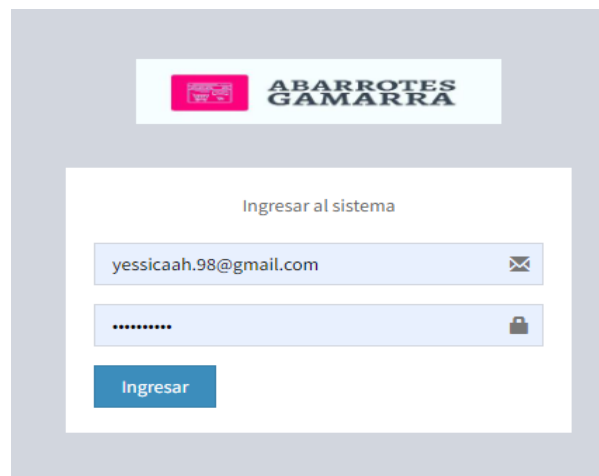 ABARROTES
GAMARRA
Ingresar al sistema
yessicaah.98@gmail.com
••••••••••
Ingresar